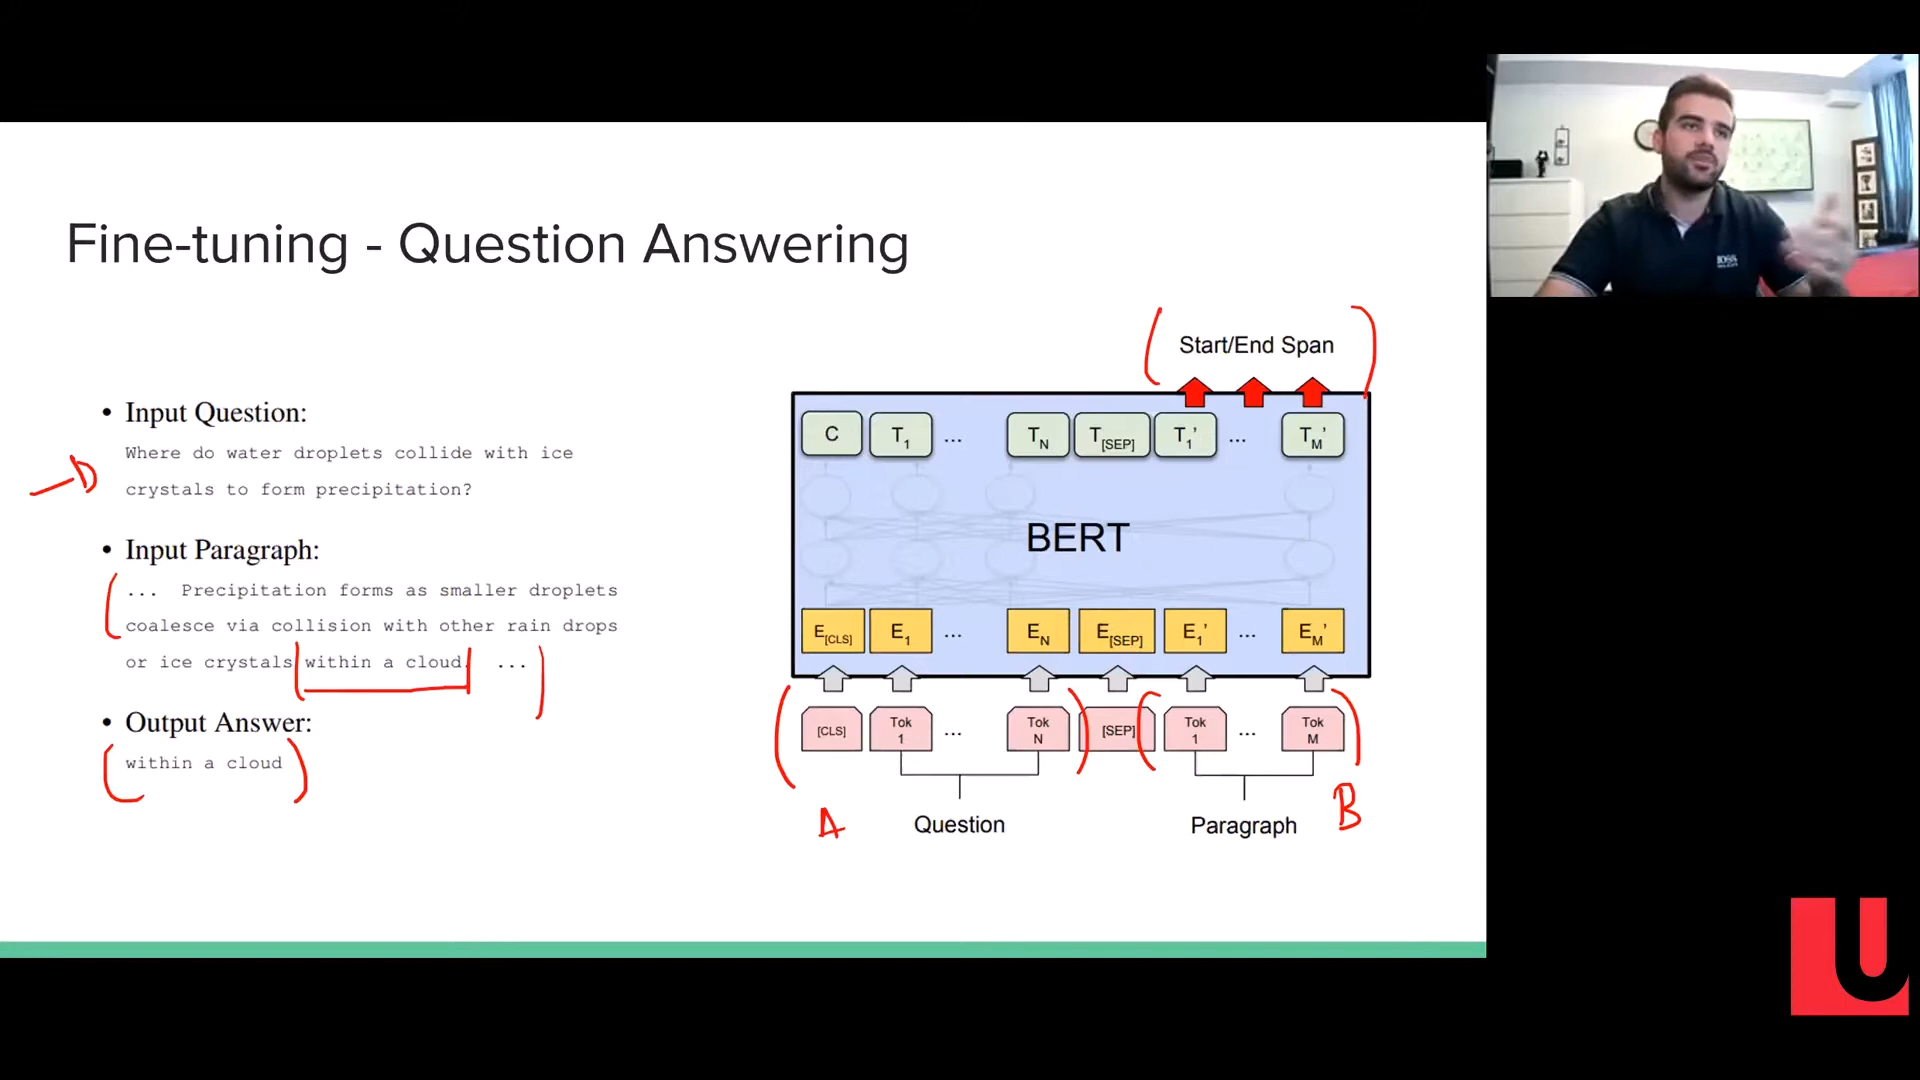 Fine-tuning - Question Answering
• Input Question:
Where do water droplets collide with ice
crystals to form precipitation?
• Input Paragraph:
... Precipitation forms as smaller droplets
coalesce via collision with other rain drops
or ice crystals within a cloud. ...
• Output Answer:
within a cloud
Start/End Span
C T1 ... TN T[SEP] T1' ... TM'
BERT
E[CLS] E1 ... EN E[SEP] E1' ... EM'
[CLS] Tok 1 ... Tok N [SEP] Tok 1 ... Tok M
A Question Paragraph B
BOSS
U